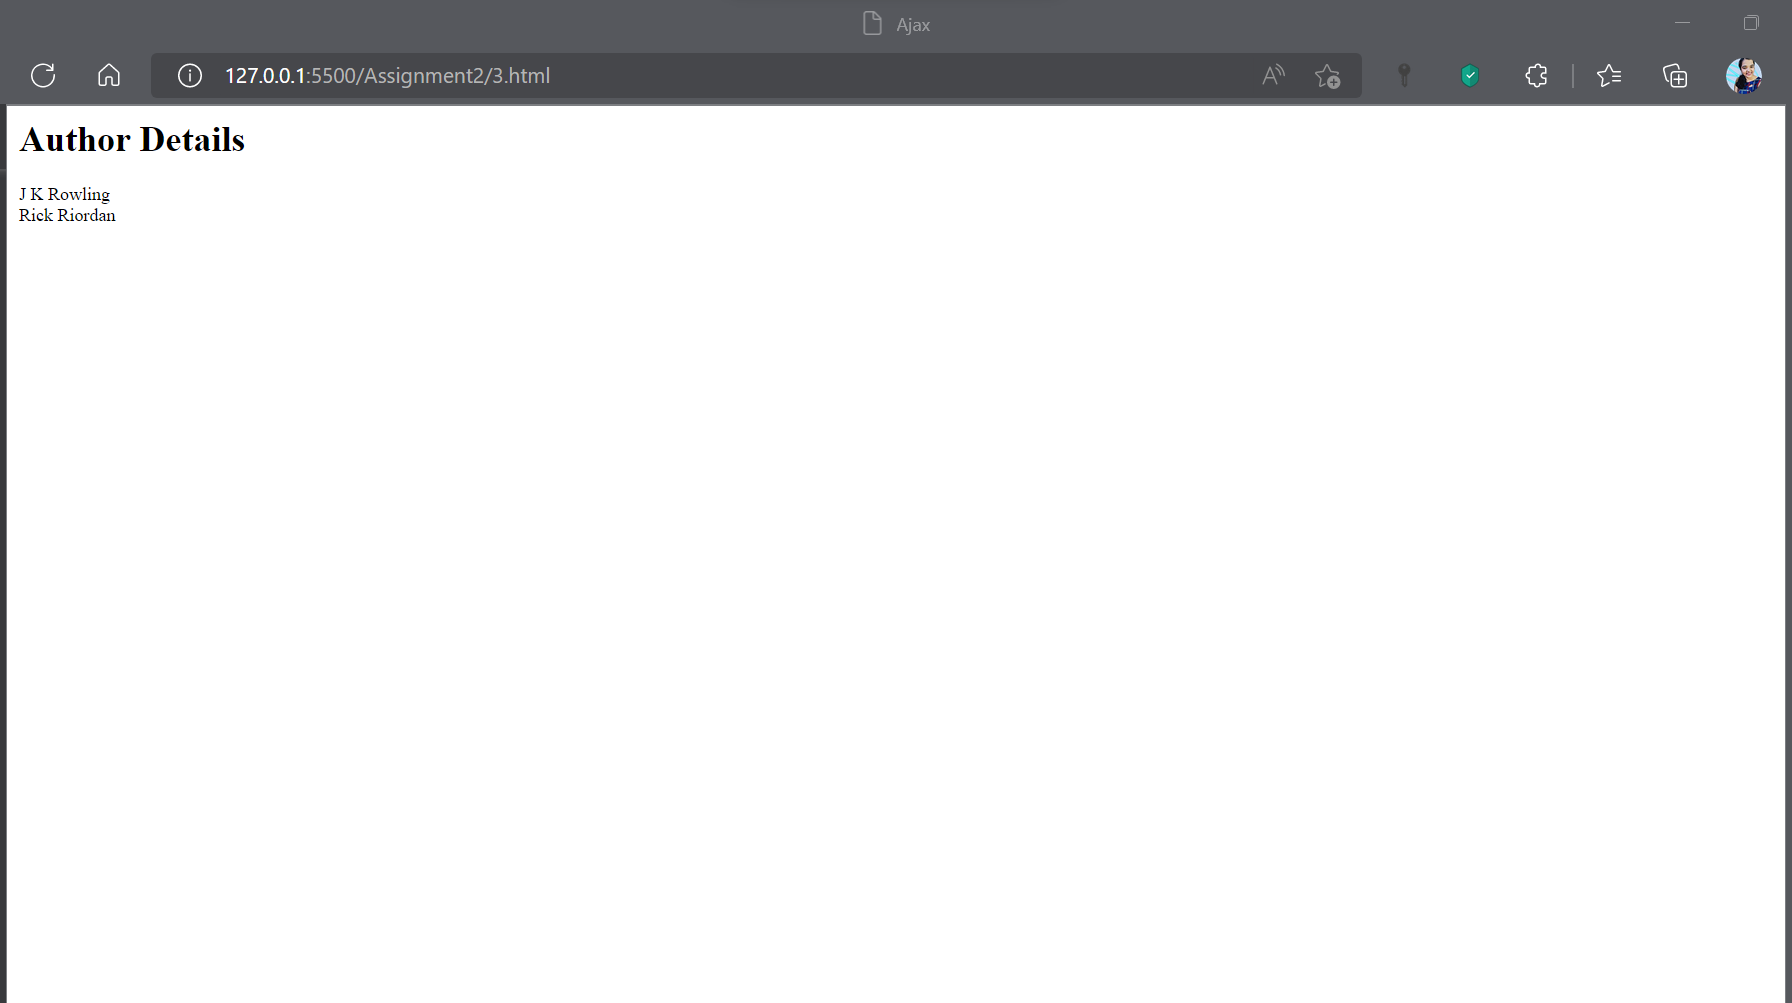 Ajax
127.0.0.1:5500/Assignment2/3.html
Author Details
J K Rowling
Rick Riordan